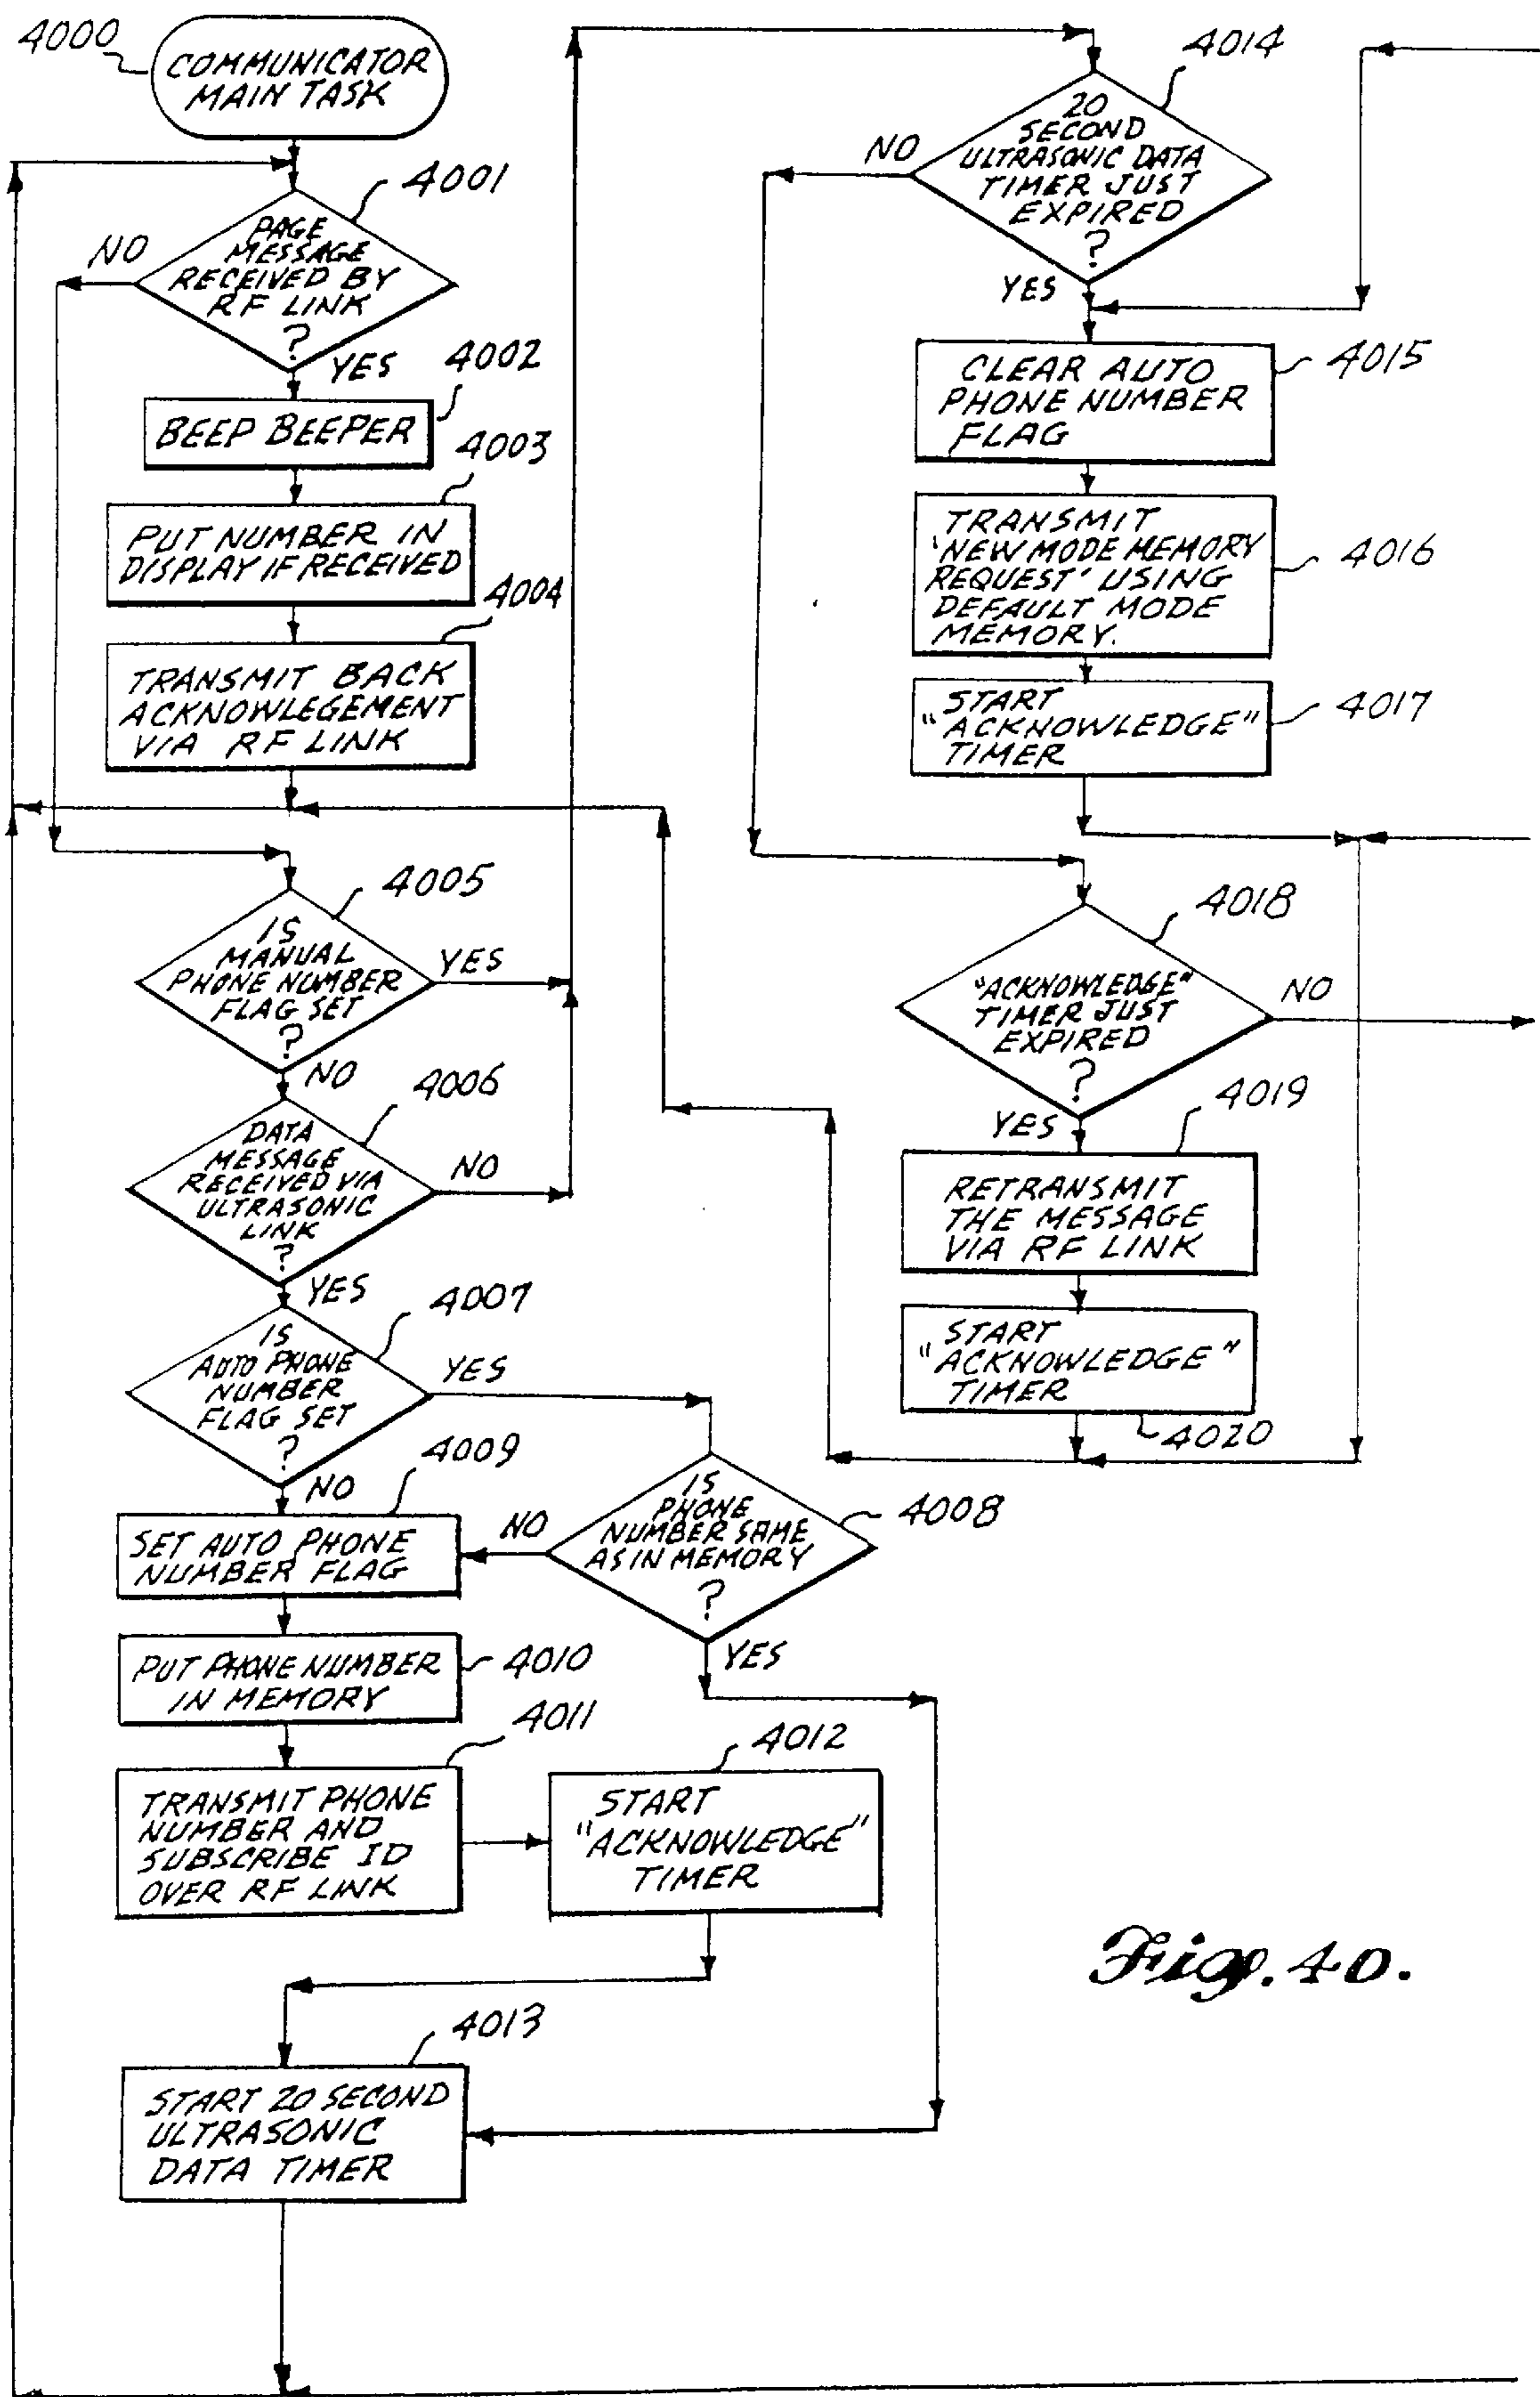 4000
COMMUNICATOR
MAIN TASK
4001
PAGE
MESSAGE
RECEIVED BY
RF LINK
?
NO
YES
4002
BEEP BEEPER
4003
PUT NUMBER IN
DISPLAY IF RECEIVED
4004
TRANSMIT BACK
ACKNOWLEGEMENT
VIA RF LINK
4005
IS
MANUAL
PHONE NUMBER
FLAG SET
?
YES
NO
4006
DATA
MESSAGE
RECEIVED VIA
ULTRASONIC
LINK
?
NO
YES
4007
IS
AUTO PHONE
NUMBER
FLAG SET
?
YES
NO
4009
SET AUTO PHONE
NUMBER FLAG
4008
IS
PHONE
NUMBER SAME
AS IN MEMORY
?
NO
YES
4010
PUT PHONE NUMBER
IN MEMORY
4011
TRANSMIT PHONE
NUMBER AND
SUBSCRIBE ID
OVER RF LINK
4012
START
"ACKNOWLEDGE"
TIMER
4013
START 20 SECOND
ULTRASONIC
DATA TIMER
4014
20
SECOND
ULTRASONIC DATA
TIMER JUST
EXPIRED
?
NO
YES
4015
CLEAR AUTO
PHONE NUMBER
FLAG
4016
TRANSMIT
'NEW MODE MEMORY
REQUEST' USING
DEFAULT MODE
MEMORY.
4017
START
"ACKNOWLEDGE"
TIMER
4018
"ACKNOWLEDGE"
TIMER JUST
EXPIRED
?
NO
YES
4019
RETRANSMIT
THE MESSAGE
VIA RF LINK
START
"ACKNOWLEDGE"
TIMER
4020
Fig. 40.